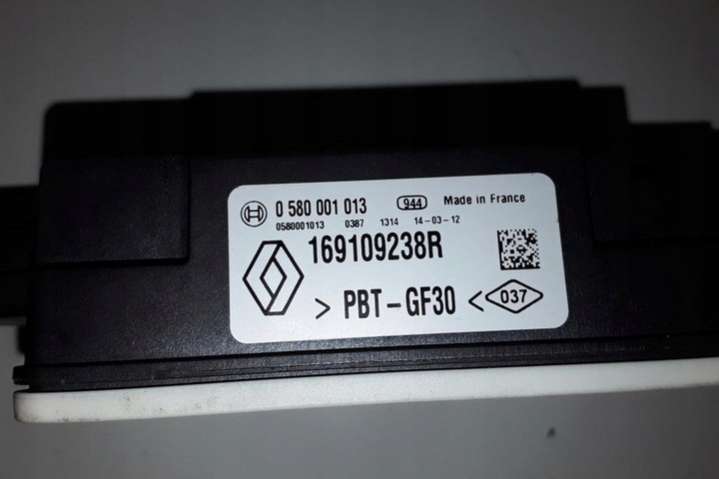 0 580 001 013 944 Made in France
0580001013 0387 1314 14-03-12
169109238R
> PBT-GF30 < 037